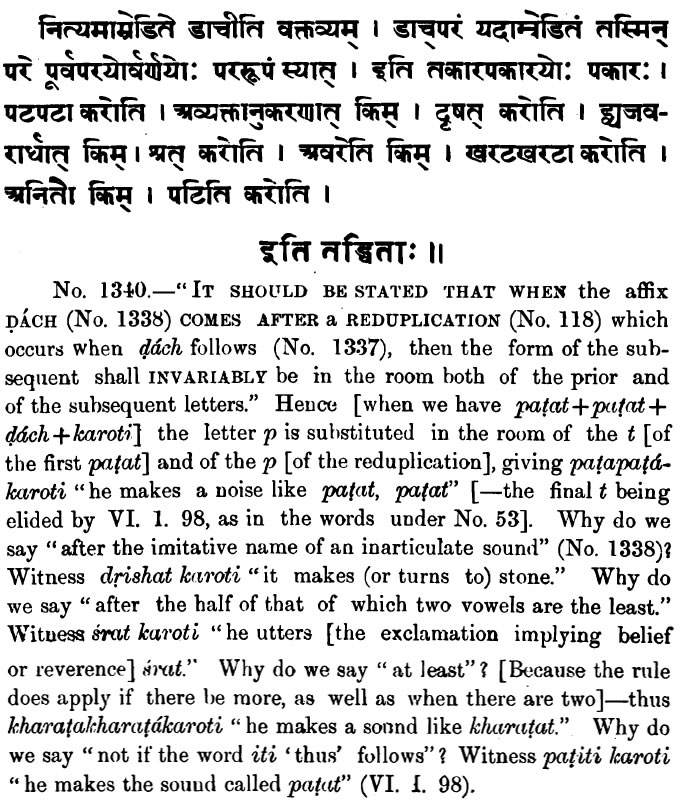 नित्यमाम्रेडिते डाचीति वक्तव्यम् । डाच्परं यदाम्रेडितं तस्मिन्
परे पूर्वपरयोर्वर्णयोः पररूपं स्यात् । इति तकारपकारयोः पकारः ।
पटपटा करोति । अव्यक्तानुकरणात् किम् । दृषत् करोति । द्व्यजव-
रार्धात् किम् । श्रत् करोति । अवरेति किम् । खरटखरटा करोति ।
अनितौ किम् । पटिति करोति ।
इति तद्धिताः ॥
No. 1340.—“IT SHOULD BE STATED THAT WHEN the affix
ḌÁCH (No. 1338) COMES AFTER a REDUPLICATION (No. 118) which
occurs when ḍách follows (No. 1337), then the form of the sub-
sequent shall INVARIABLY be in the room both of the prior and
of the subsequent letters.” Hence [when we have paṭat+paṭat+
ḍách+karoti] the letter p is substituted in the room of the t [of
the first paṭat] and of the p [of the reduplication], giving paṭapaṭá-
karoti “he makes a noise like paṭat, paṭat” [—the final t being
elided by VI. 1. 98, as in the words under No. 53]. Why do we
say “after the imitative name of an inarticulate sound” (No. 1338)?
Witness dṛishat karoti “it makes (or turns to) stone.” Why do
we say “after the half of that of which two vowels are the least.”
Witness śrat karoti “he utters [the exclamation implying belief
or reverence] śrat.” Why do we say “at least”? [Because the rule
does apply if there be more, as well as when there are two]—thus
kharaṭakharaṭákaroti “he makes a sound like kharaṭat.” Why do
we say “not if the word iti ‘thus’ follows”? Witness paṭiti karoti
“he makes the sound called paṭat” (VI. 1. 98).